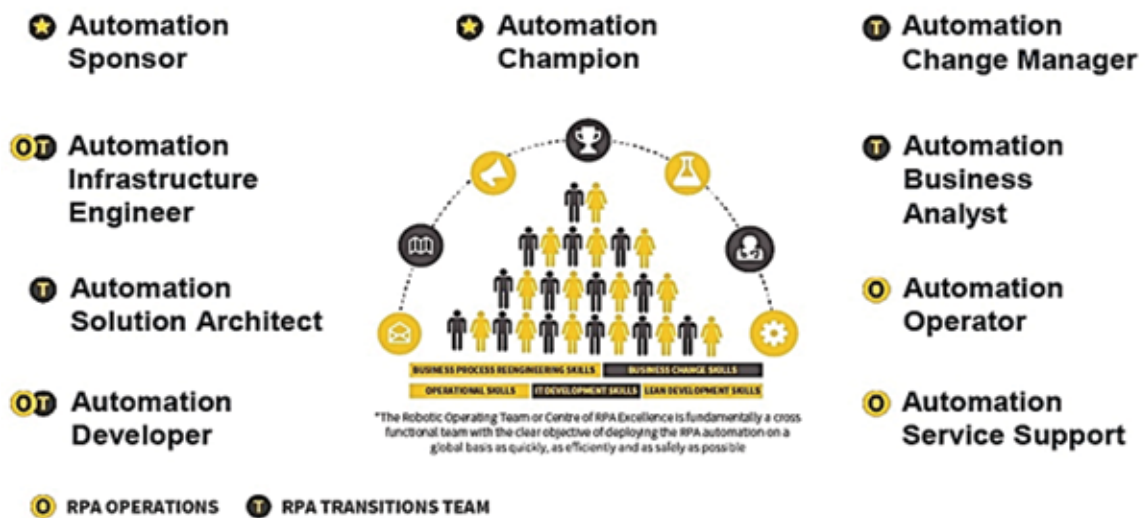 Automation
Sponsor
Automation
Champion
T Automation
Change Manager
OT Automation
Infrastructure
Engineer
T Automation
Business
Analyst
T Automation
Solution Architect
O Automation
Operator
OT Automation
Developer
O Automation
Service Support
BUSINESS PROCESS REENGINEERING SKILLS BUSINESS CHANGE SKILLS
OPERATIONAL SKILLS IT DEVELOPMENT SKILLS LEAN DEVELOPMENT SKILLS
"The Robotic Operating Team or Centre of RPA Excellence is fundamentally a cross
functional team with the clear objective of deploying the RPA automation on a
global basis as quickly, as efficiently and as safely as possible
O RPA OPERATIONS T RPA TRANSITIONS TEAM